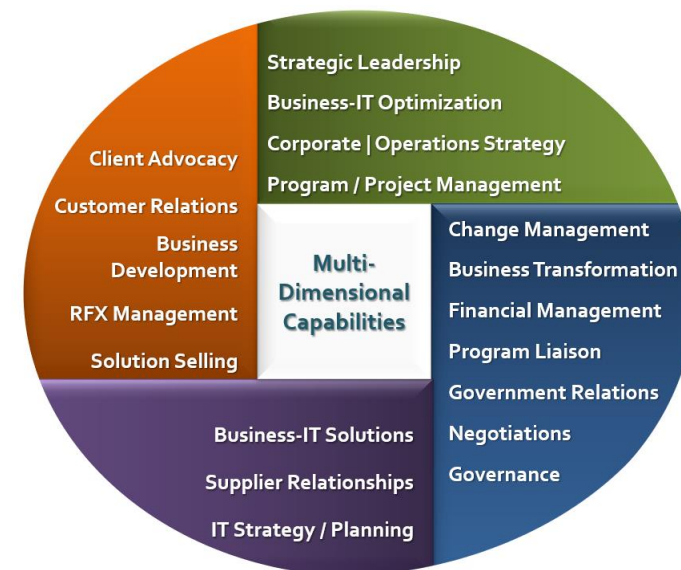 Strategic Leadership
Business-IT Optimization
Corporate | Operations Strategy
Program / Project Management
Client Advocacy
Customer Relations
Business
Development
RFX Management
Solution Selling
Multi-
Dimensional
Capabilities
Change Management
Business Transformation
Financial Management
Program Liaison
Government Relations
Negotiations
Governance
Business-IT Solutions
Supplier Relationships
IT Strategy / Planning